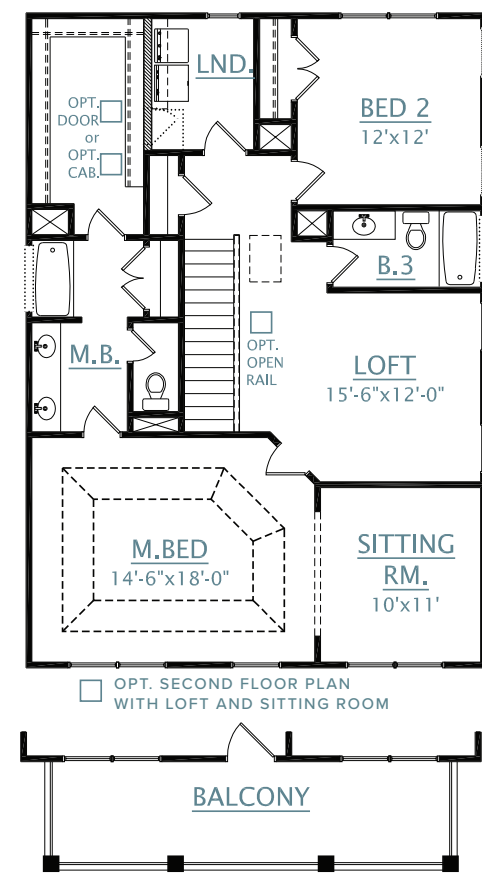 LND.
BED 2
12'x12'
OPT.
DOOR
or
OPT.
CAB.
B.3
M.B.
OPT.
OPEN
RAIL
LOFT
15'-6"x12'-0"
M.BED
14'-6"x18'-0"
SITTING
RM.
10'x11'
OPT. SECOND FLOOR PLAN
WITH LOFT AND SITTING ROOM
BALCONY